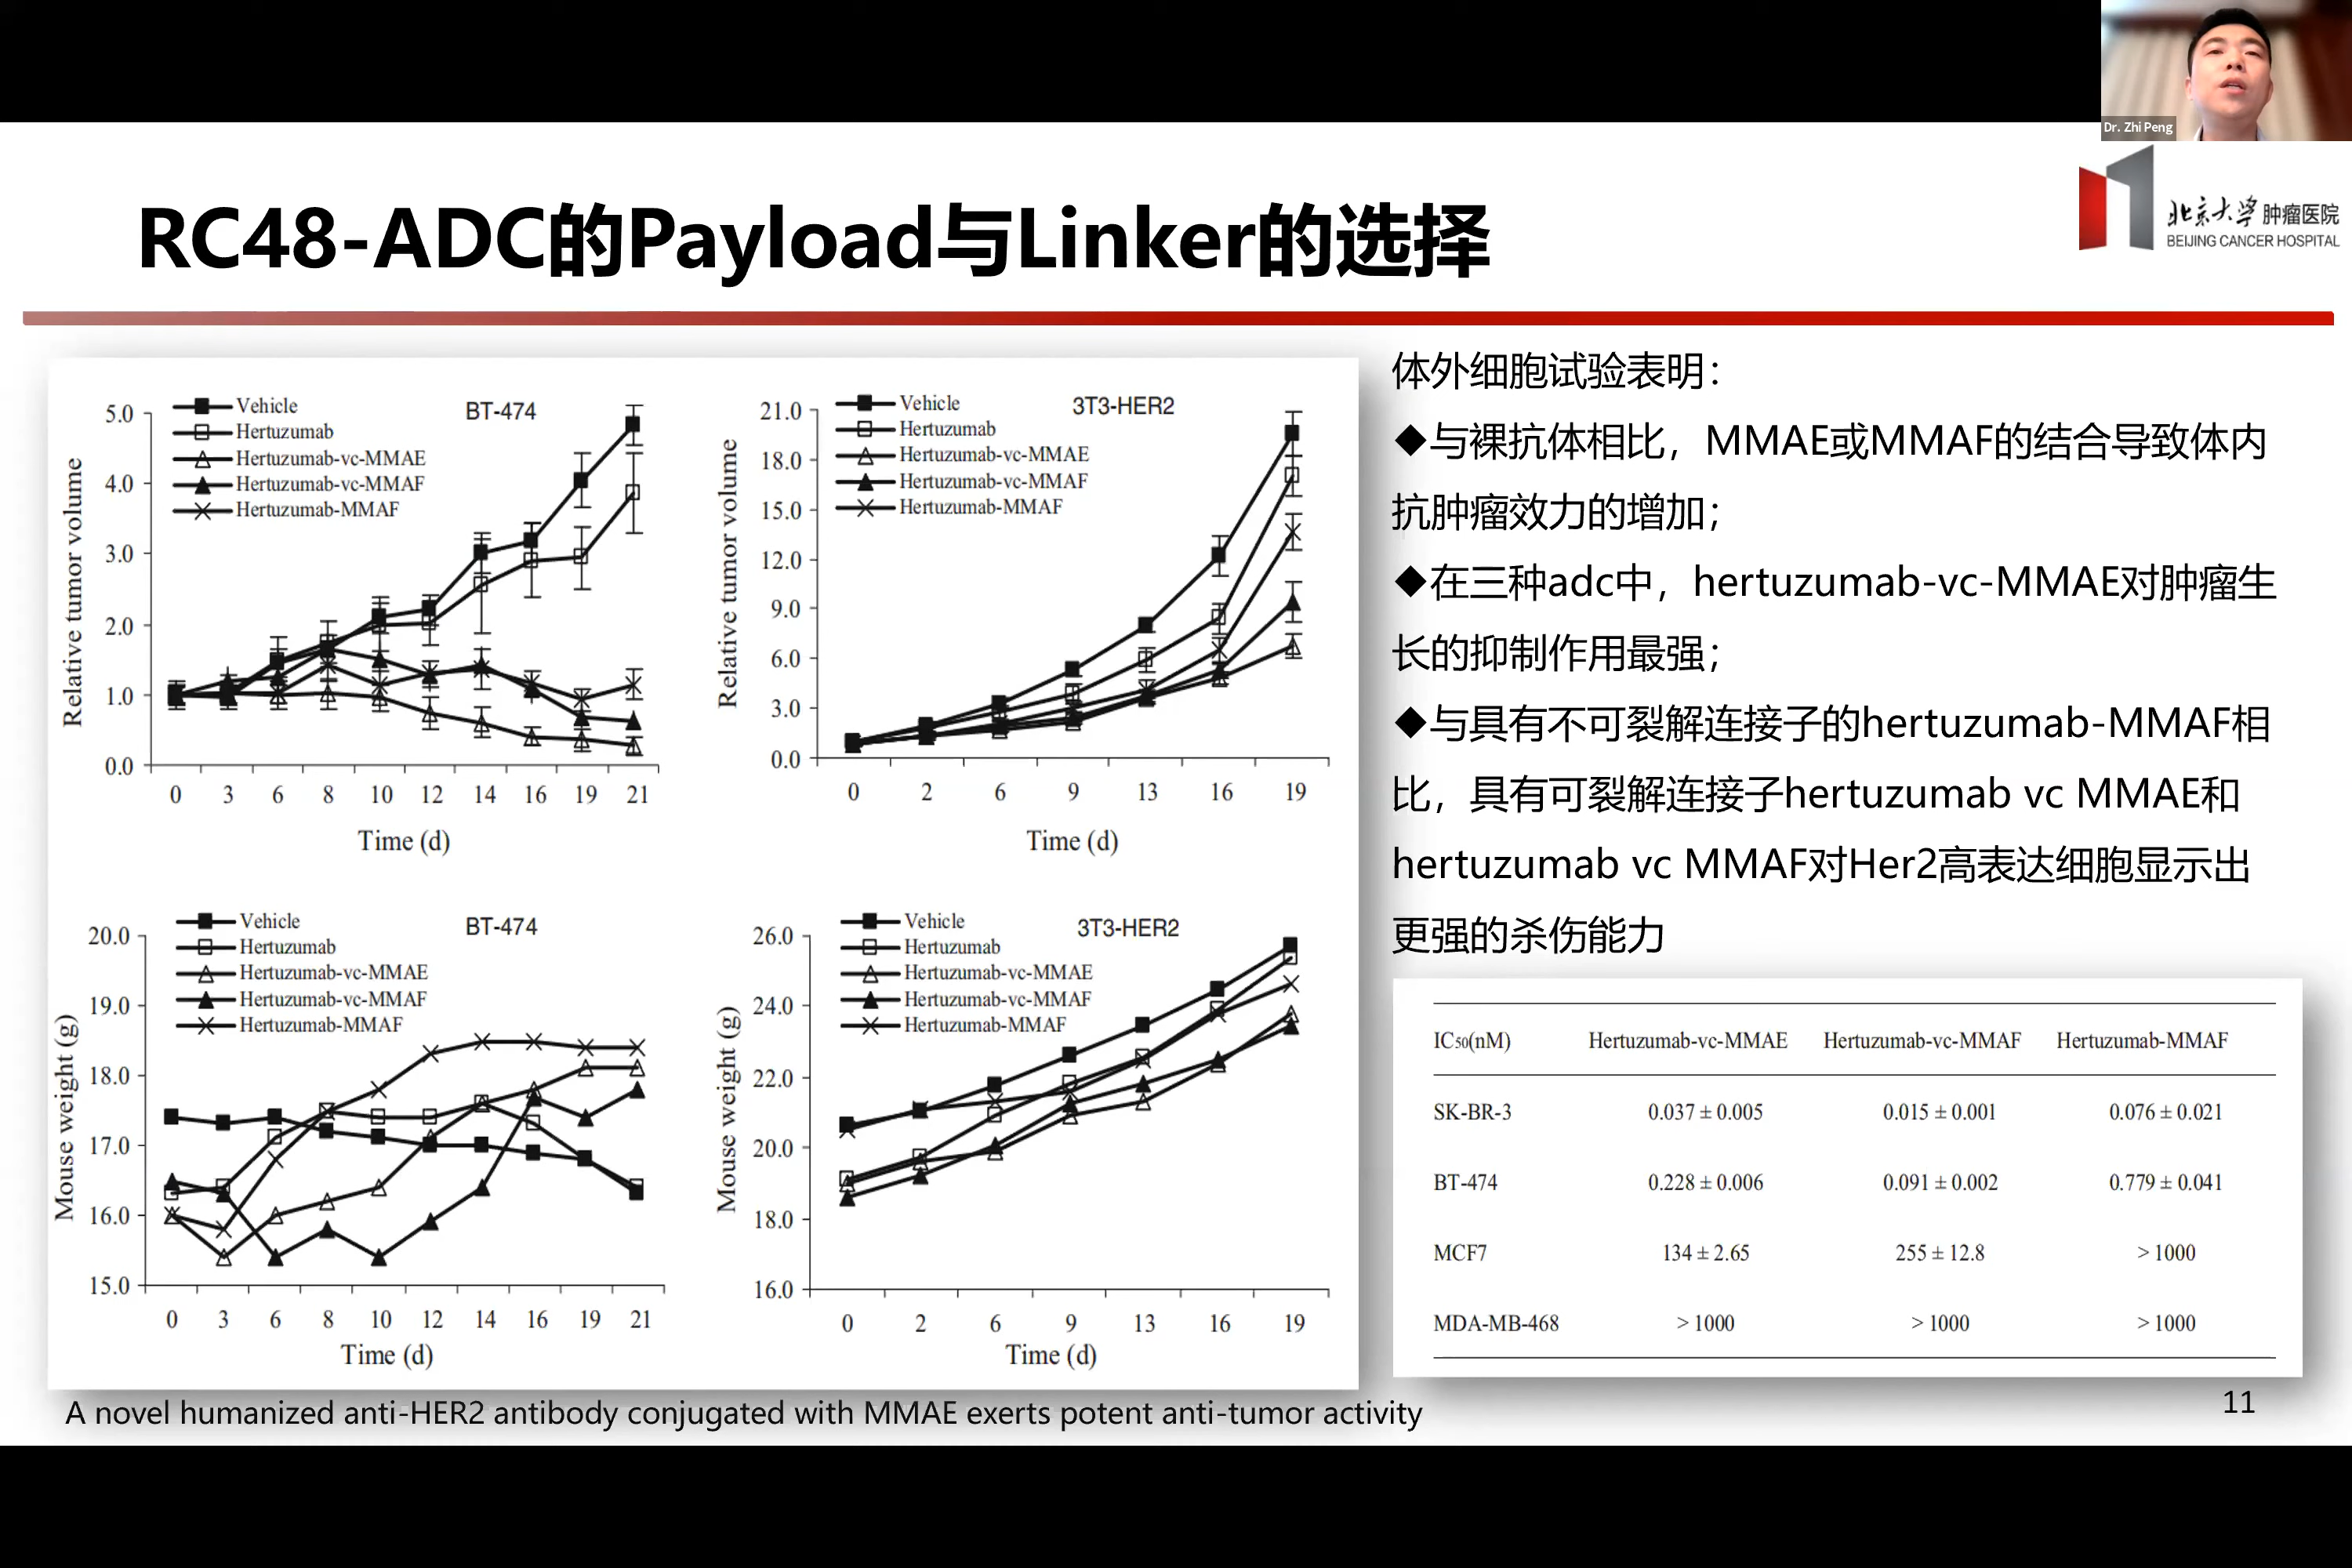 Dr. Zhi Peng
北京大学肿瘤医院
BEIJING CANCER HOSPITAL
RC48-ADC的Payload与Linker的选择
Vehicle
Hertuzumab
Hertuzumab-vc-MMAE
Hertuzumab-vc-MMAF
Hertuzumab-MMAF
BT-474
Relative tumor volume
5.0
4.0
3.0
2.0
1.0
0.0
0 3 6 8 10 12 14 16 19 21
Time (d)
Vehicle
Hertuzumab
Hertuzumab-vc-MMAE
Hertuzumab-vc-MMAF
Hertuzumab-MMAF
3T3-HER2
Relative tumor volume
21.0
18.0
15.0
12.0
9.0
6.0
3.0
0.0
0 2 6 9 13 16 19
Time (d)
Vehicle
Hertuzumab
Hertuzumab-vc-MMAE
Hertuzumab-vc-MMAF
Hertuzumab-MMAF
BT-474
Mouse weight (g)
20.0
19.0
18.0
17.0
16.0
15.0
0 3 6 8 10 12 14 16 19 21
Time (d)
Vehicle
Hertuzumab
Hertuzumab-vc-MMAE
Hertuzumab-vc-MMAF
Hertuzumab-MMAF
3T3-HER2
Mouse weight (g)
26.0
24.0
22.0
20.0
18.0
16.0
0 2 6 9 13 16 19
Time (d)
体外细胞试验表明：
◆与裸抗体相比，MMAE或MMAF的结合导致体内
抗肿瘤效力的增加；
◆在三种adc中，hertuzumab-vc-MMAE对肿瘤生
长的抑制作用最强；
◆与具有不可裂解连接子的hertuzumab-MMAF相
比，具有可裂解连接子hertuzumab vc MMAE和
hertuzumab vc MMAF对Her2高表达细胞显示出
更强的杀伤能力
IC50(nM) Hertuzumab-vc-MMAE Hertuzumab-vc-MMAF Hertuzumab-MMAF
SK-BR-3 0.037 ± 0.005 0.015 ± 0.001 0.076 ± 0.021
BT-474 0.228 ± 0.006 0.091 ± 0.002 0.779 ± 0.041
MCF7 134 ± 2.65 255 ± 12.8 > 1000
MDA-MB-468 > 1000 > 1000 > 1000
A novel humanized anti-HER2 antibody conjugated with MMAE exerts potent anti-tumor activity
11